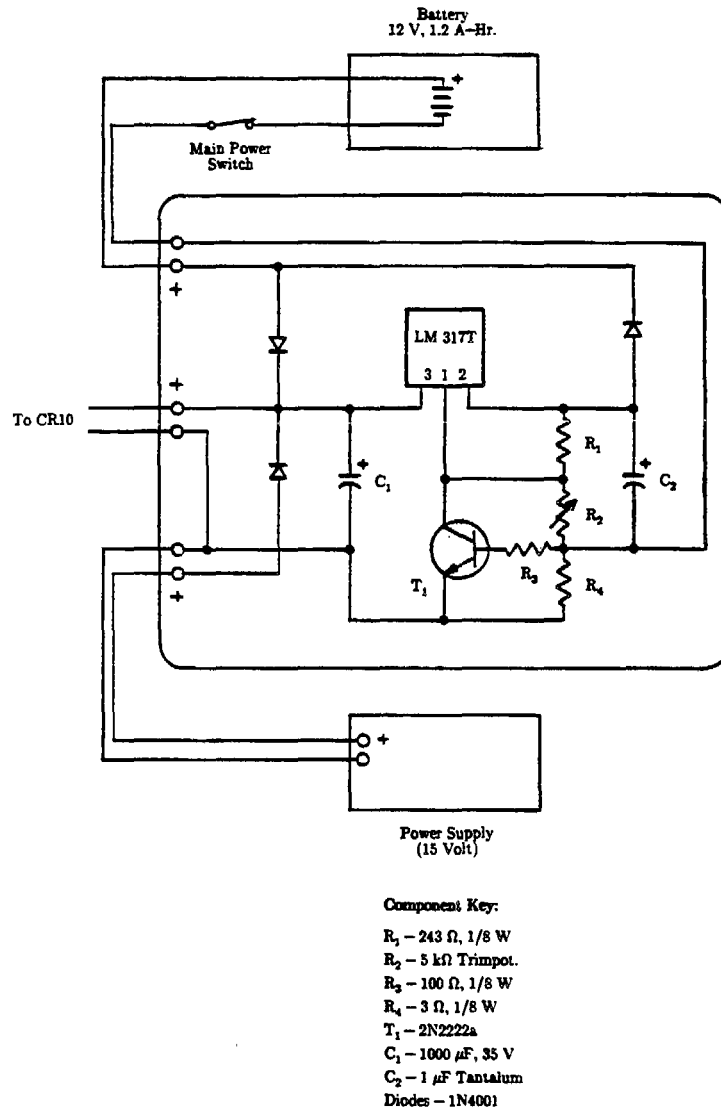 Battery
12 V, 1.2 A-Hr.
+
Main Power
Switch
+
LM 317T
3 1 2
+
To CR10
R₁
+
C₁
+
C₂
R₂
R₃
T₁
R₄
+
+
Power Supply
(15 Volt)
Component Key:
R₁ – 243 Ω, 1/8 W
R₂ – 5 kΩ Trimpot.
R₃ – 100 Ω, 1/8 W
R₄ – 3 Ω, 1/8 W
T₁ – 2N2222a
C₁ – 1000 μF, 35 V
C₂ – 1 μF Tantalum
Diodes – 1N4001